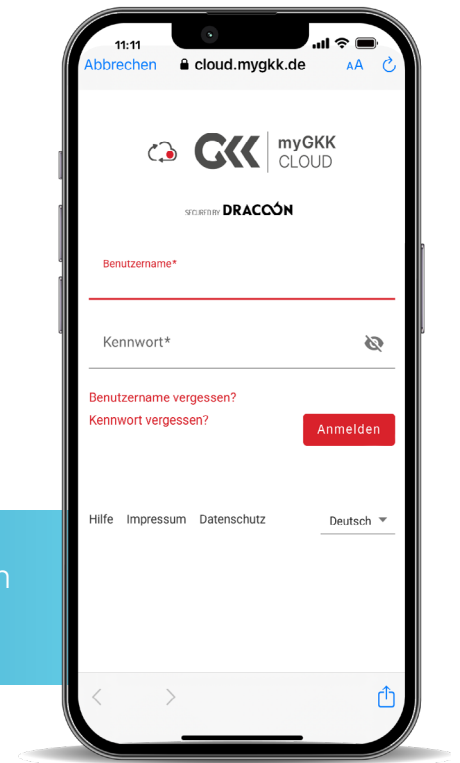 11:11
Abbrechen cloud.mygkk.de AA
GKK myGKK
CLOUD
SECURED BY DRACOON
Benutzername*
Kennwort*
Benutzername vergessen?
Kennwort vergessen?
Anmelden
Hilfe Impressum Datenschutz Deutsch
n